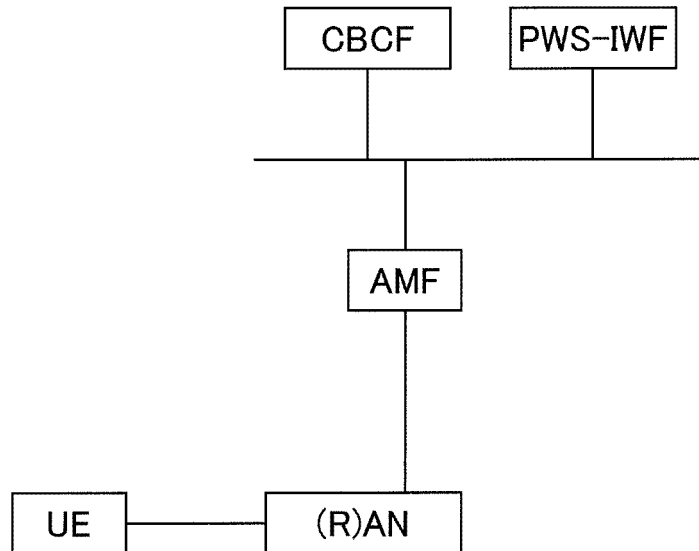 CBCF
PWS-IWF
AMF
UE
(R)AN